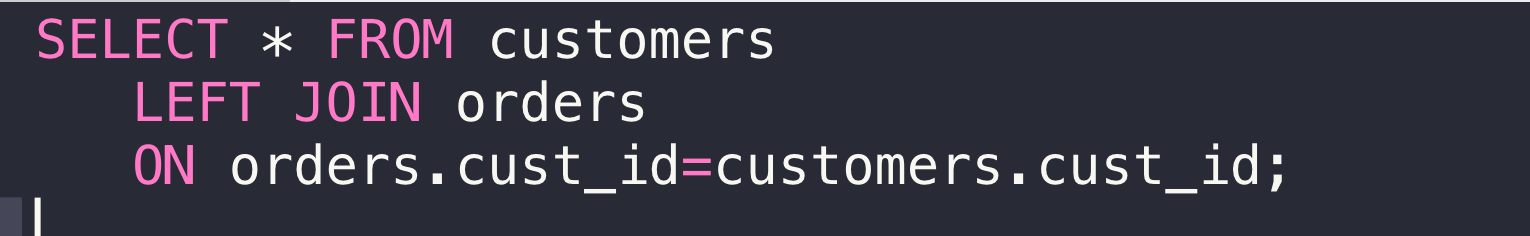 SELECT * FROM customers
LEFT JOIN orders
ON orders.cust_id=customers.cust_id;